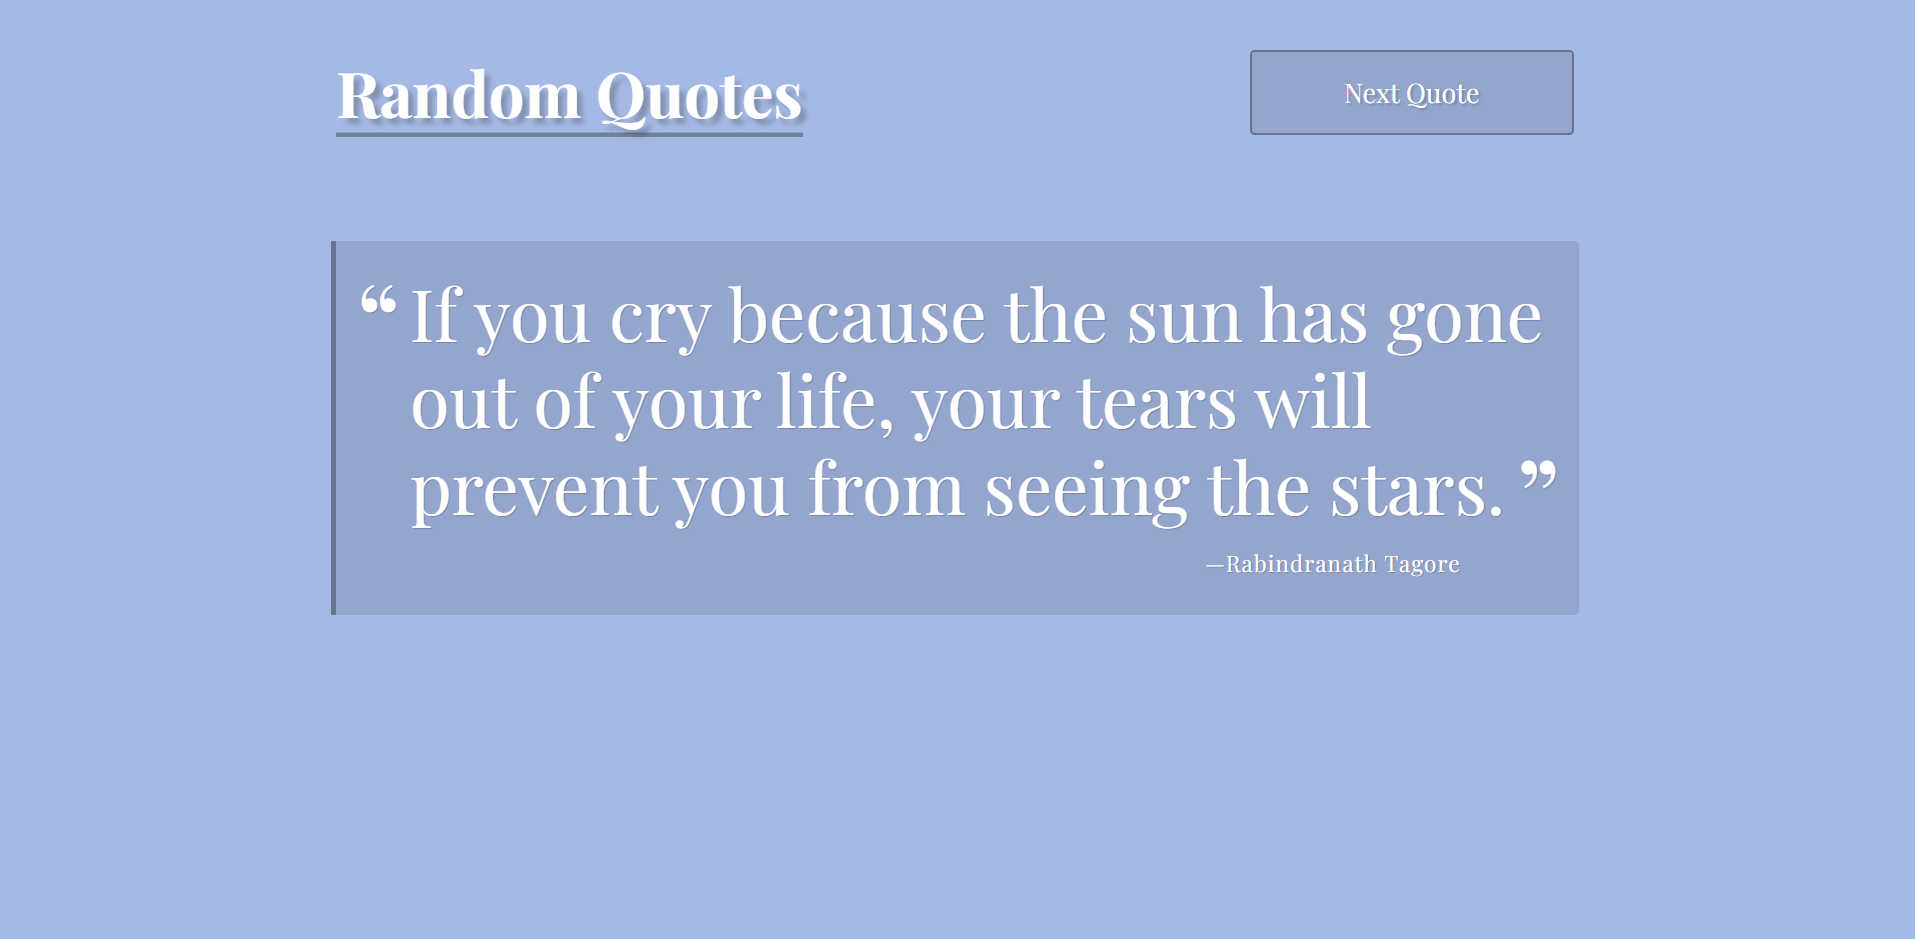 Random Quotes
Next Quote
“ If you cry because the sun has gone
out of your life, your tears will
prevent you from seeing the stars. ”
—Rabindranath Tagore